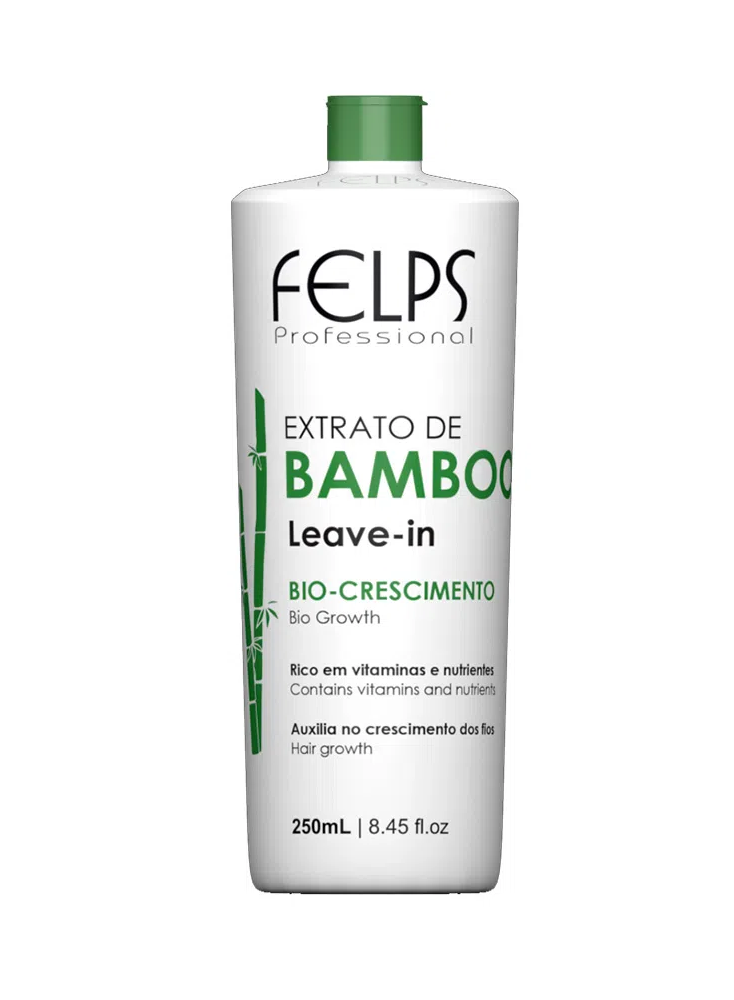 FELPS
FELPS
Professional
EXTRATO DE
BAMBOO
Leave-in
BIO-CRESCIMENTO
Bio Growth
Rico em vitaminas e nutrientes
Contains vitamins and nutrients
Auxilia no crescimento dos fios
Hair growth
250mL | 8.45 fl.oz